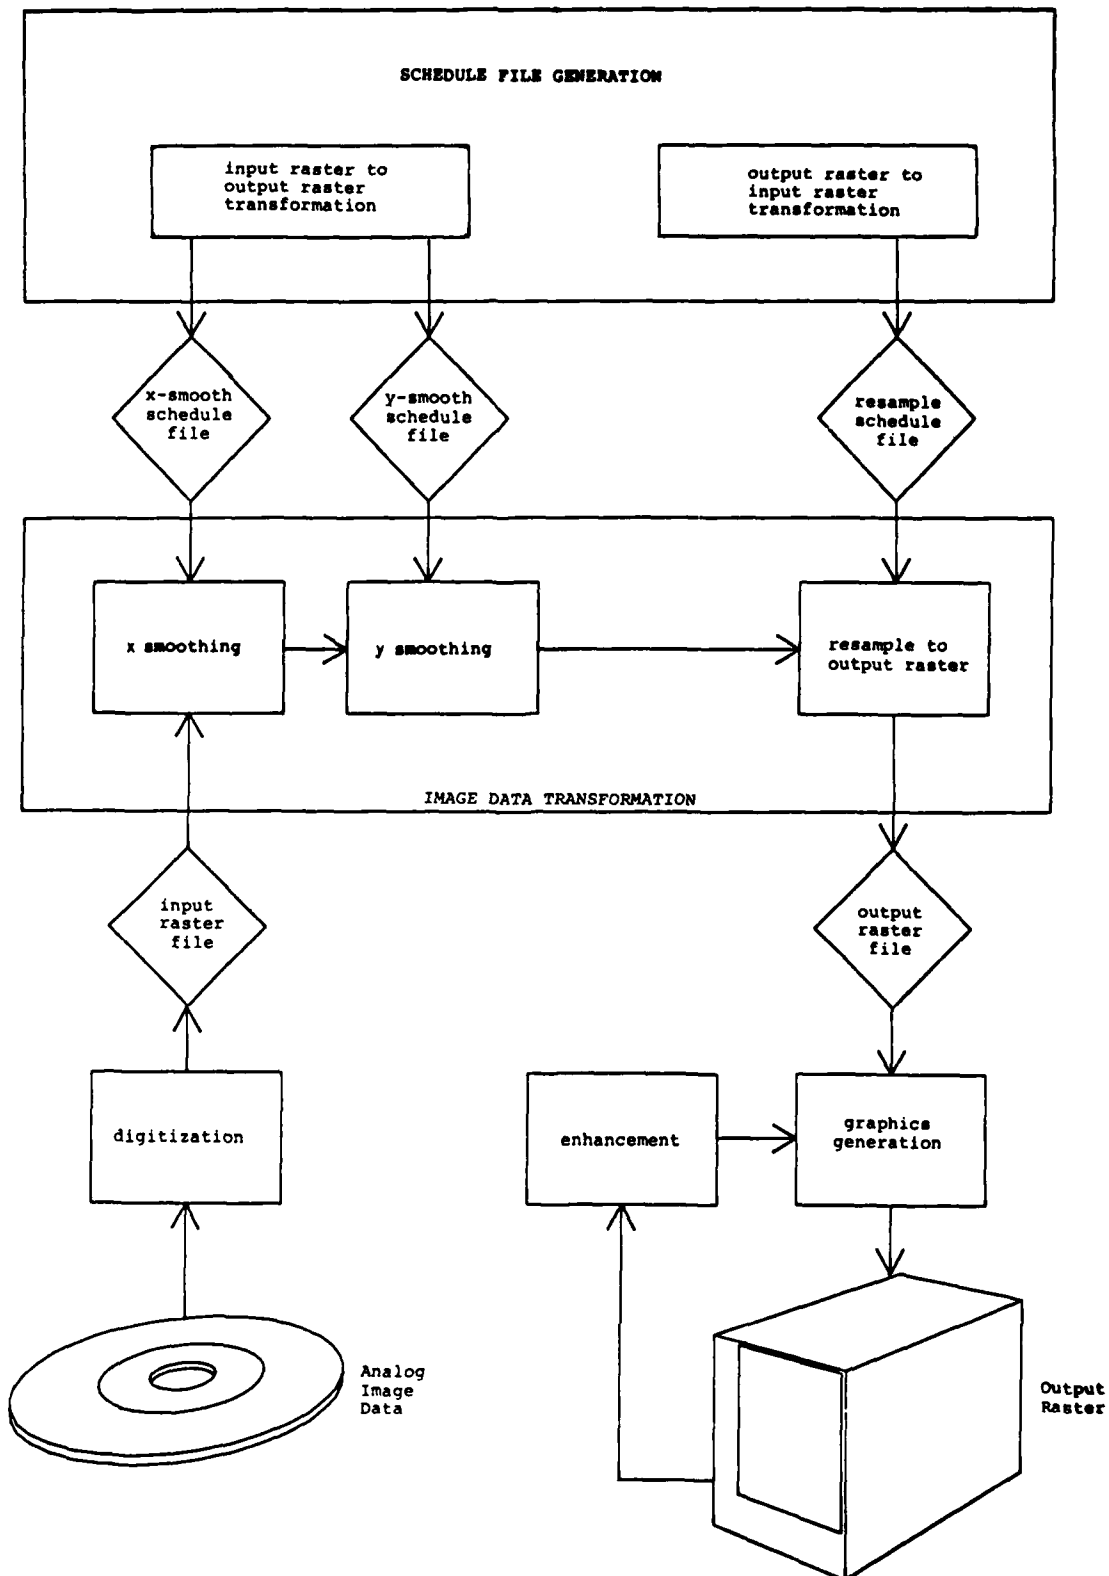 SCHEDULE FILE GENERATION
input raster to
output raster
transformation
output raster to
input raster
transformation
x-smooth
schedule
file
y-smooth
schedule
file
resample
schedule
file
x smoothing
y smoothing
resample to
output raster
IMAGE DATA TRANSFORMATION
input
raster
file
output
raster
file
digitization
enhancement
graphics
generation
Analog
Image
Data
Output
Raster